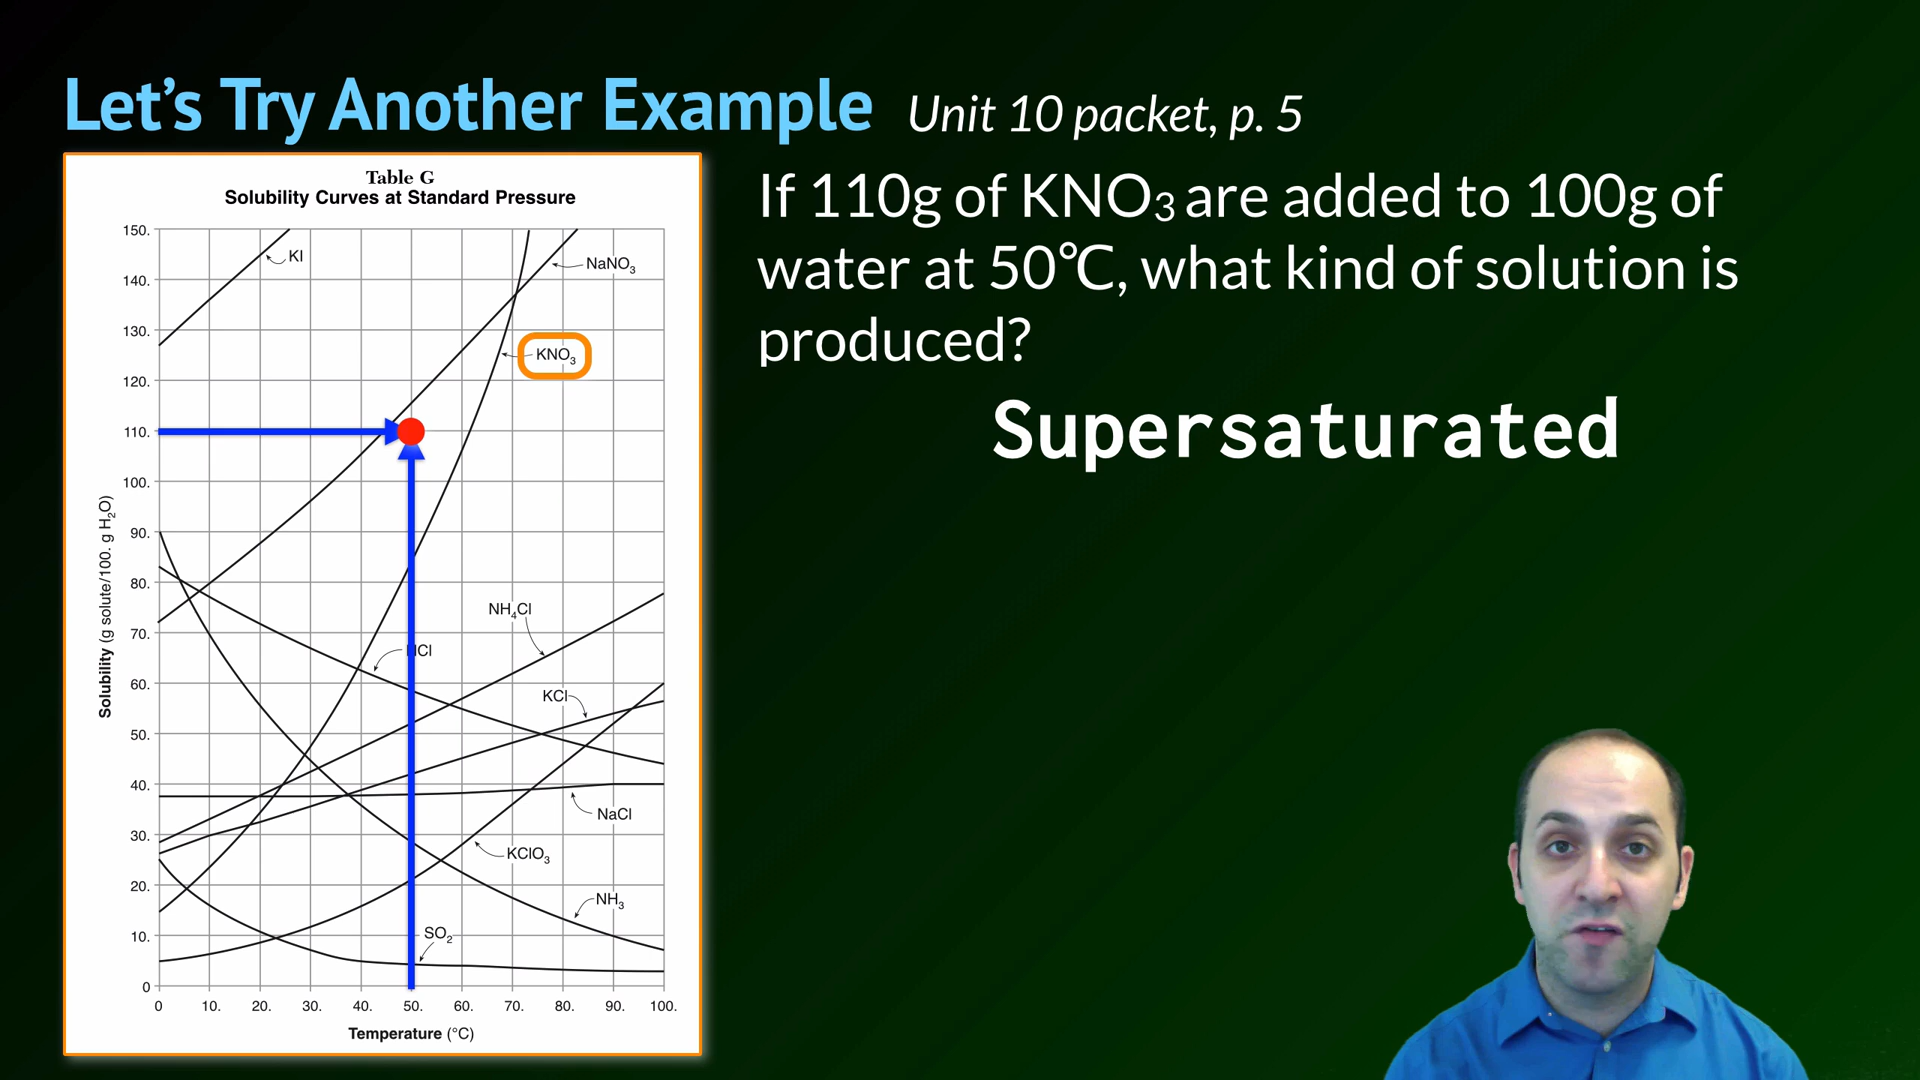 Let's Try Another Example Unit 10 packet, p. 5
Table G
Solubility Curves at Standard Pressure
If 110g of KNO₃ are added to 100g of
water at 50℃, what kind of solution is
produced?
Supersaturated
Solubility (g solute/100. g H₂O)
150.
140.
130.
120.
110.
100.
90.
80.
70.
60.
50.
40.
30.
20.
10.
0
KI
NaNO₃
KNO₃
NH₄Cl
HCl
KCl
NaCl
KClO₃
NH₃
SO₂
0 10. 20. 30. 40. 50. 60. 70. 80. 90. 100.
Temperature (°C)